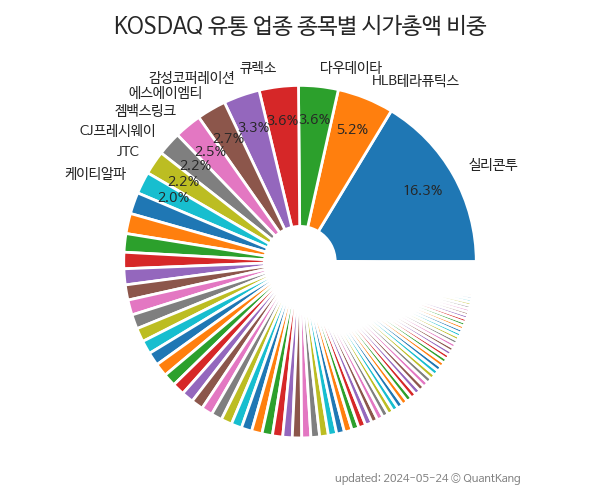 KOSDAQ 유통 업종 종목별 시가총액 비중
큐렉소
다우데이타
감성코퍼레이션
HLB테라퓨틱스
에스에이엠티
젬백스링크
CJ프레시웨이
JTC
케이티알파
실리콘투
3.6%
3.6%
3.3%
5.2%
2.7%
2.5%
2.2%
2.2%
2.0%
16.3%
updated: 2024-05-24 © QuantKang